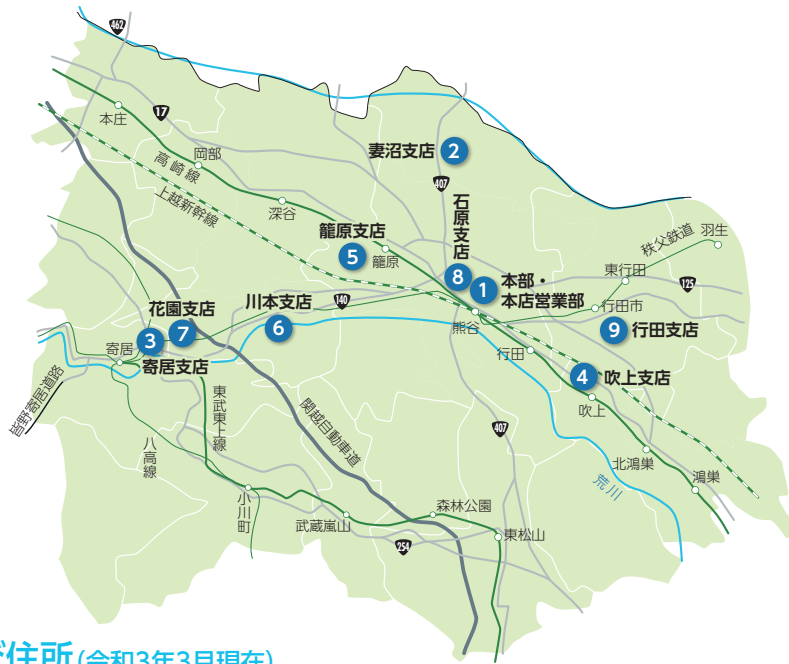 462
17
本庄
岡部
高崎線
上越新幹線
深谷
妻沼支店
2
407
石原支店
籠原支店
5
籠原
8
1
本部・
本店営業部
秩父鉄道
羽生
東行田
125
行田市
9
行田支店
花園支店
7
川本支店
6
140
熊谷
行田
3
寄居
寄居支店
4
吹上支店
吹上
皆野寄居道路
八高線
東武東上線
関越自動車道
407
荒川
北鴻巣
鴻巣
小川町
武蔵嵐山
森林公園
東松山
254
住所(令和3年3月現在)